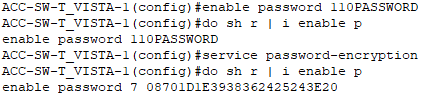 ACC-SW-T_VISTA-1(config)#enable password 110PASSWORD
ACC-SW-T_VISTA-1(config)#do sh r | i enable p
enable password 110PASSWORD
ACC-SW-T_VISTA-1(config)#service password-encryption
ACC-SW-T_VISTA-1(config)#do sh r | i enable p
enable password 7 08701D1E3938362425243E20